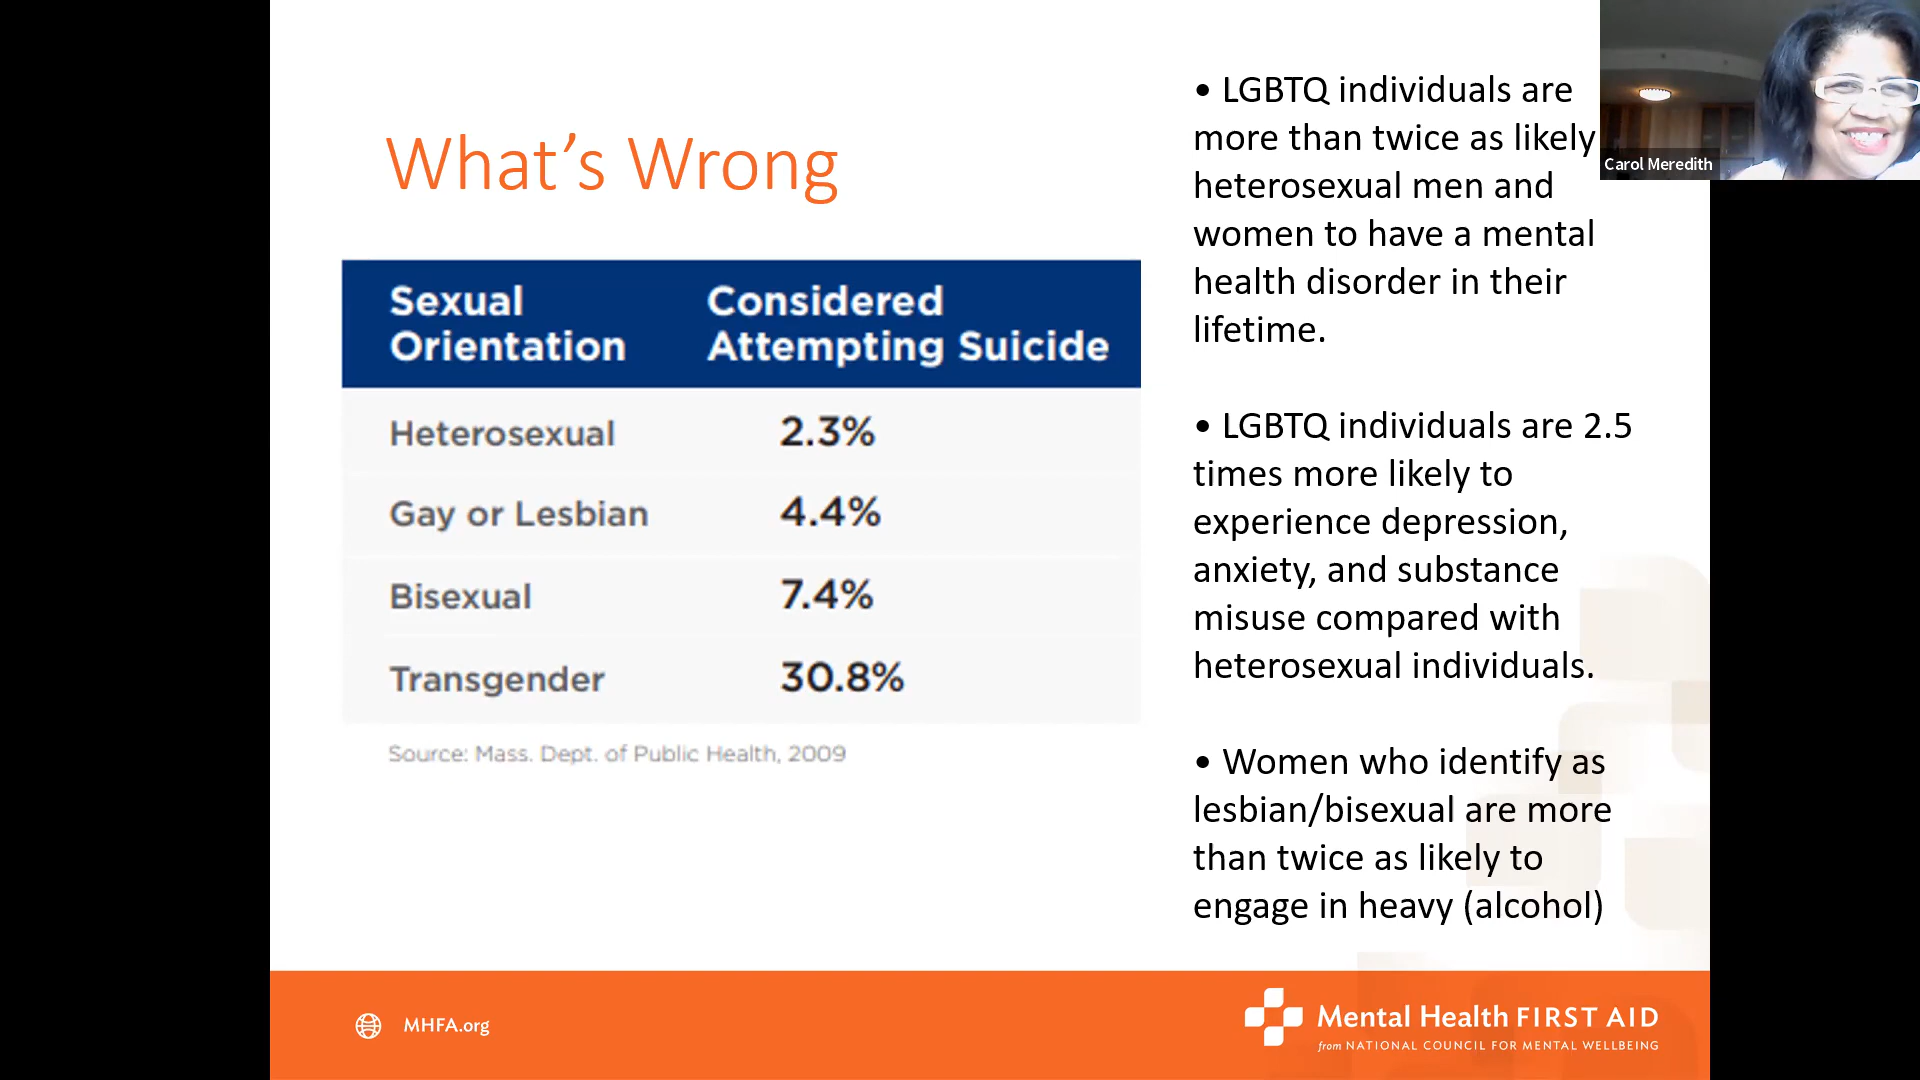 What's Wrong
Sexual
Orientation
Considered
Attempting Suicide
Heterosexual 2.3%
Gay or Lesbian 4.4%
Bisexual 7.4%
Transgender 30.8%
Source: Mass. Dept. of Public Health, 2009
• LGBTQ individuals are
more than twice as likely
heterosexual men and
women to have a mental
health disorder in their
lifetime.
• LGBTQ individuals are 2.5
times more likely to
experience depression,
anxiety, and substance
misuse compared with
heterosexual individuals.
• Women who identify as
lesbian/bisexual are more
than twice as likely to
engage in heavy (alcohol)
Carol Meredith
MHFA.org
Mental Health FIRST AID
from NATIONAL COUNCIL FOR MENTAL WELLBEING